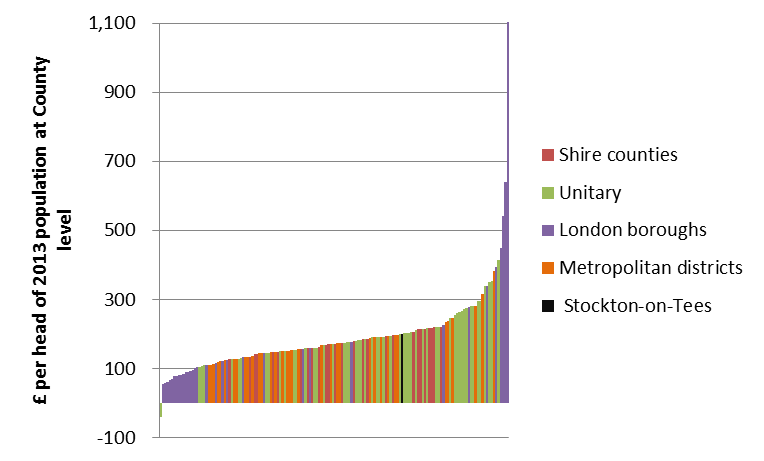 £ per head of 2013 population at County
level
1,100
900
700
500
300
100
-100
Shire counties
Unitary
London boroughs
Metropolitan districts
Stockton-on-Tees